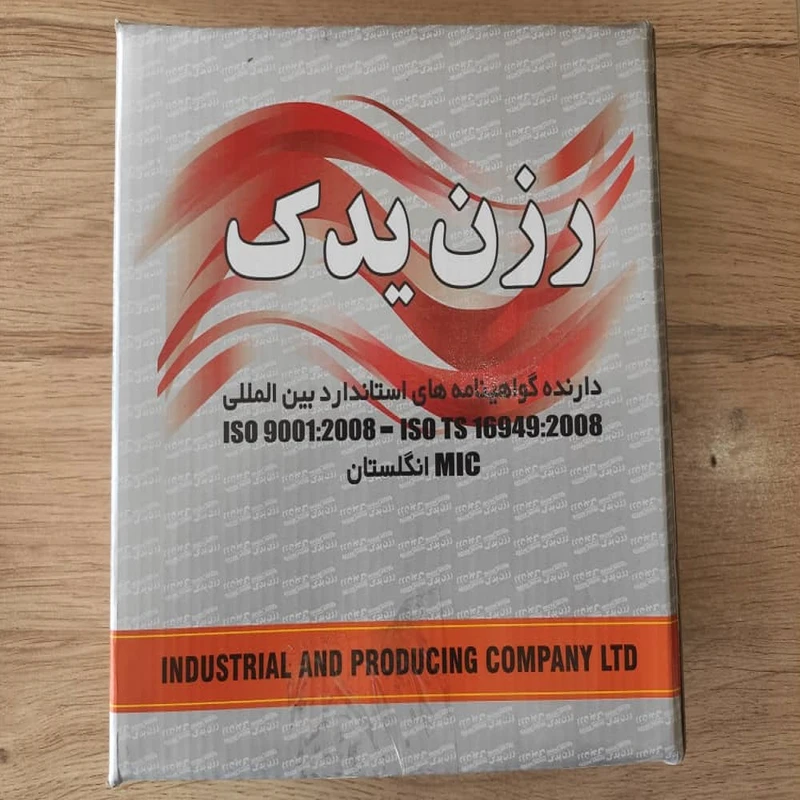 رزن یدک
دارنده گواهینامه های استاندارد بین المللی
ISO 9001:2008 - ISO TS 16949:2008
MIC انگلستان
INDUSTRIAL AND PRODUCING COMPANY LTD